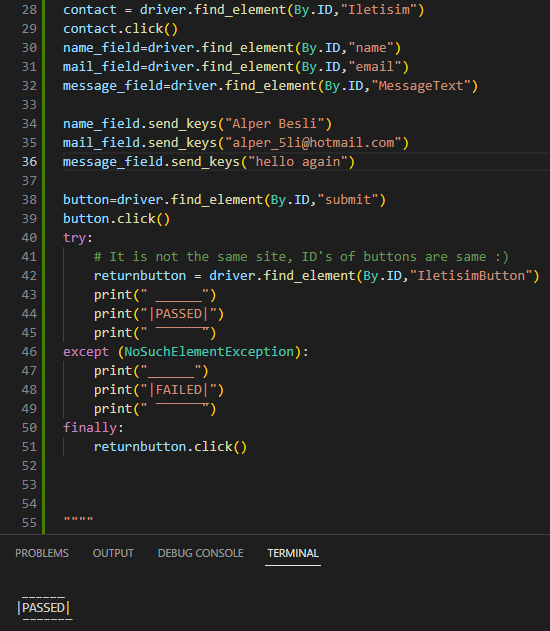 28 contact = driver.find_element(By.ID,"Iletisim")
29 contact.click()
30 name_field=driver.find_element(By.ID,"name")
31 mail_field=driver.find_element(By.ID,"email")
32 message_field=driver.find_element(By.ID,"MessageText")
33
34 name_field.send_keys("Alper Besli")
35 mail_field.send_keys("alper_5li@hotmail.com")
36 message_field.send_keys("hello again")
37
38 button=driver.find_element(By.ID,"submit")
39 button.click()
40 try:
41     # It is not the same site, ID's of buttons are same :)
42     returnbutton = driver.find_element(By.ID,"IletisimButton")
43     print(" ______")
44     print("|PASSED|")
45     print(" ‾‾‾‾‾‾")
46 except (NoSuchElementException):
47     print("______")
48     print("|FAILED|")
49     print(" ‾‾‾‾‾‾")
50 finally:
51     returnbutton.click()
52
53
54
55 """"
PROBLEMS OUTPUT DEBUG CONSOLE TERMINAL
 ______
|PASSED|
 ‾‾‾‾‾‾